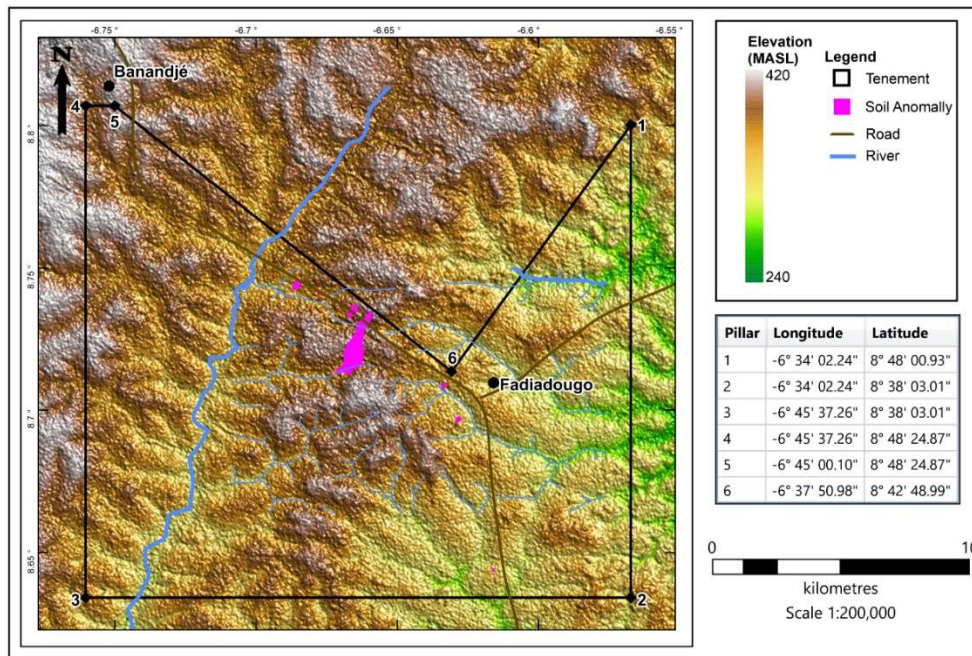 -6.75 °
-6.7 °
-6.65 °
-6.6 °
-6.55 °
8.8 °
8.75 °
8.7 °
8.65 °
N
Banandjé
4
5
1
6
Fadiadougo
3
2
Elevation
(MASL)
420
240
Legend
Tenement
Soil Anomally
Road
River
Pillar Longitude Latitude
1 -6° 34' 02.24" 8° 48' 00.93"
2 -6° 34' 02.24" 8° 38' 03.01"
3 -6° 45' 37.26" 8° 38' 03.01"
4 -6° 45' 37.26" 8° 48' 24.87"
5 -6° 45' 00.10" 8° 48' 24.87"
6 -6° 37' 50.98" 8° 42' 48.99"
0 10
kilometres
Scale 1:200,000